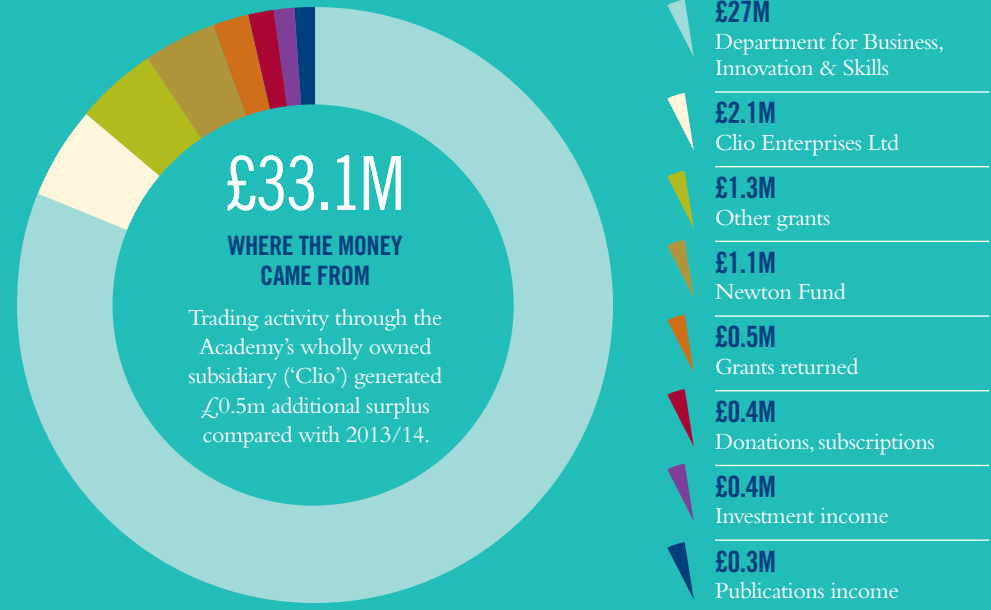 £33.1M
WHERE THE MONEY
CAME FROM
Trading activity through the
Academy’s wholly owned
subsidiary (‘Clio’) generated
£0.5m additional surplus
compared with 2013/14.
£27M
Department for Business,
Innovation & Skills
£2.1M
Clio Enterprises Ltd
£1.3M
Other grants
£1.1M
Newton Fund
£0.5M
Grants returned
£0.4M
Donations, subscriptions
£0.4M
Investment income
£0.3M
Publications income